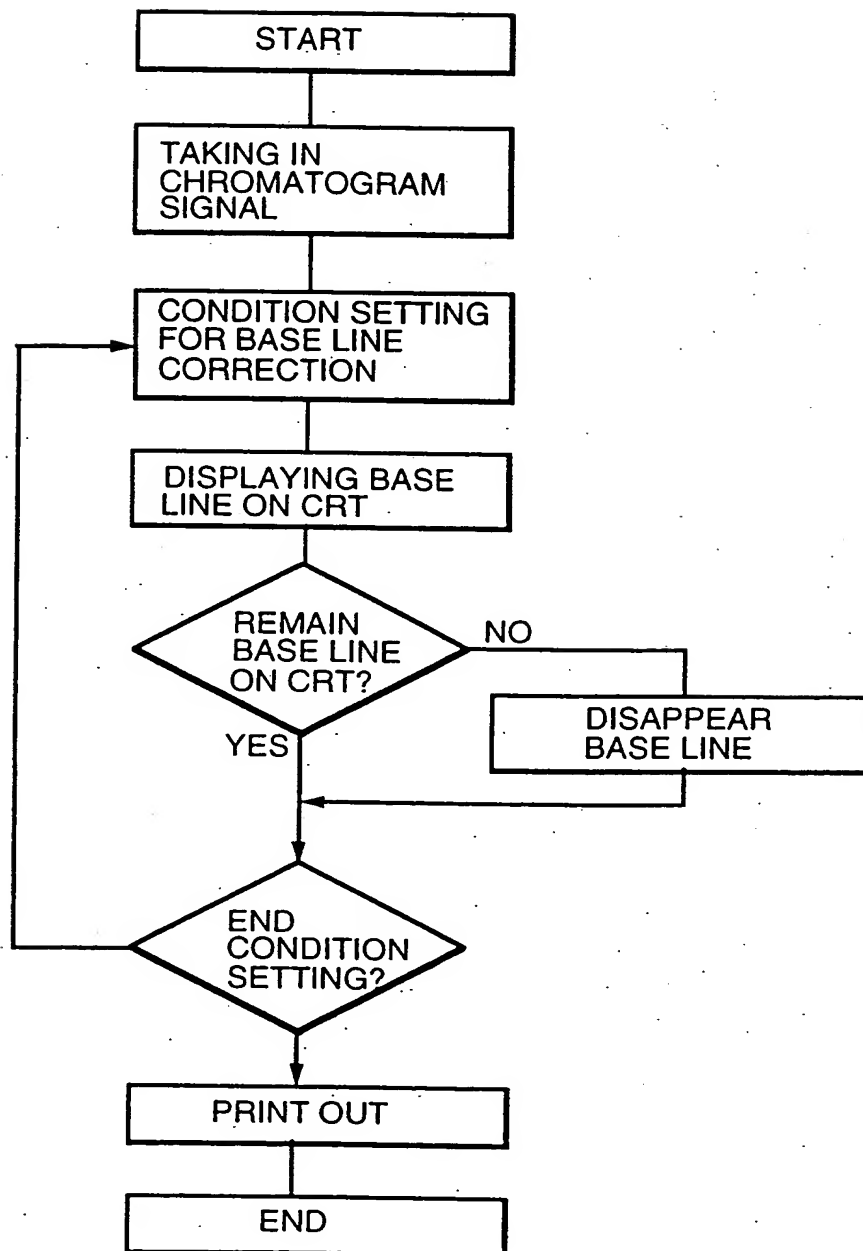 START
TAKING IN
CHROMATOGRAM
SIGNAL
CONDITION SETTING
FOR BASE LINE
CORRECTION
DISPLAYING BASE
LINE ON CRT
REMAIN
BASE LINE
ON CRT?
NO
DISAPPEAR
BASE LINE
YES
END
CONDITION
SETTING?
PRINT OUT
END